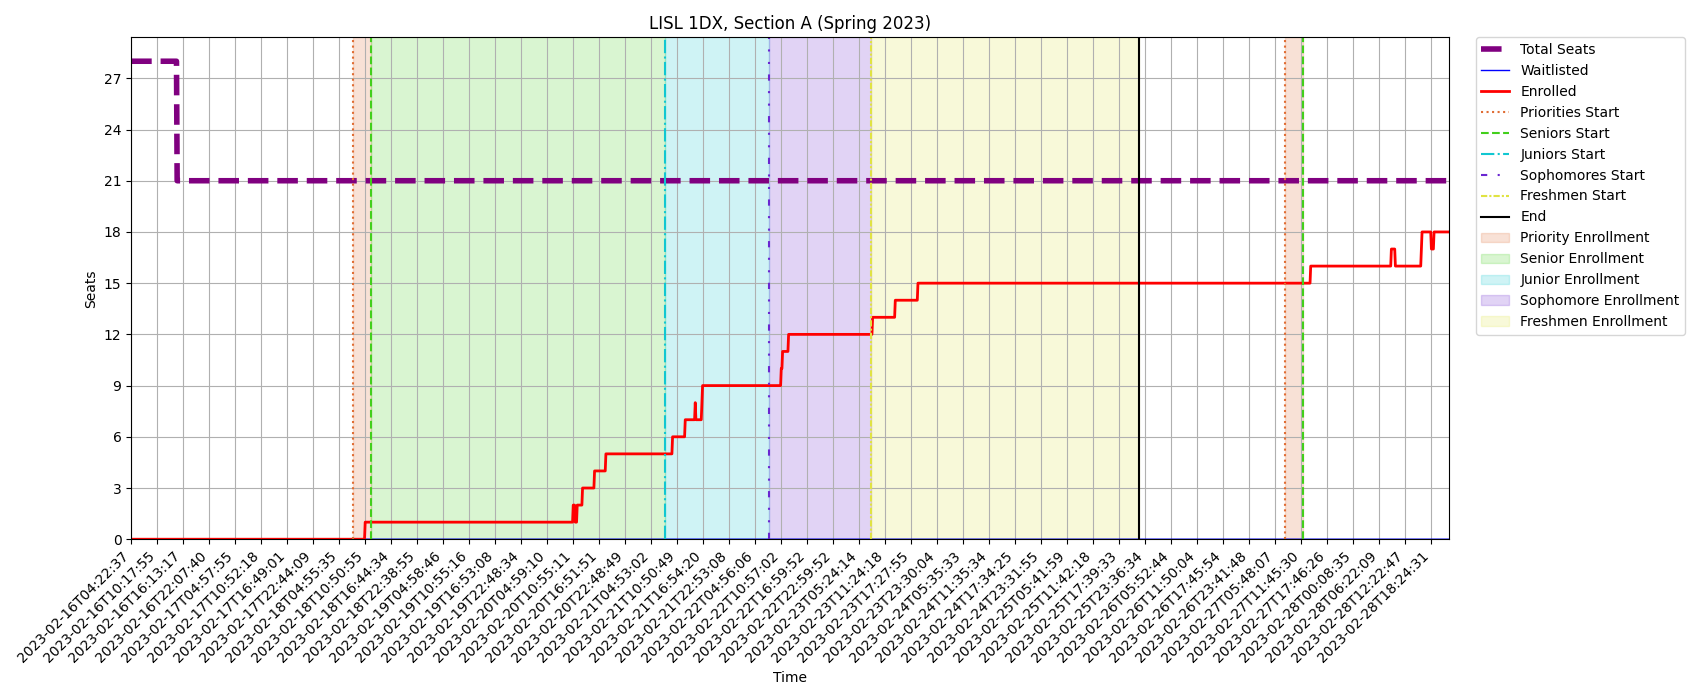 LISL 1DX, Section A (Spring 2023)
Total Seats
Waitlisted
Enrolled
Priorities Start
Seniors Start
Juniors Start
Sophomores Start
Freshmen Start
End
Priority Enrollment
Senior Enrollment
Junior Enrollment
Sophomore Enrollment
Freshmen Enrollment
Seats
27
24
21
18
15
12
9
6
3
0
2023-02-16T04:22:37
2023-02-16T10:17:55
2023-02-16T16:13:17
2023-02-16T22:07:40
2023-02-17T04:57:55
2023-02-17T10:52:18
2023-02-17T16:49:01
2023-02-17T22:44:09
2023-02-18T04:55:35
2023-02-18T10:50:55
2023-02-18T16:44:34
2023-02-18T22:38:55
2023-02-19T04:58:46
2023-02-19T10:55:16
2023-02-19T16:53:08
2023-02-19T22:48:34
2023-02-20T04:59:10
2023-02-20T10:55:11
2023-02-20T16:51:51
2023-02-20T22:48:49
2023-02-21T04:53:02
2023-02-21T10:50:49
2023-02-21T16:54:20
2023-02-21T22:53:08
2023-02-22T04:56:06
2023-02-22T10:57:02
2023-02-22T16:59:52
2023-02-22T22:59:52
2023-02-23T05:24:14
2023-02-23T11:24:18
2023-02-23T17:27:55
2023-02-23T23:30:04
2023-02-24T05:35:33
2023-02-24T11:35:34
2023-02-24T17:34:25
2023-02-24T23:31:55
2023-02-25T05:41:59
2023-02-25T11:42:18
2023-02-25T17:39:33
2023-02-25T23:36:34
2023-02-26T05:52:44
2023-02-26T11:50:04
2023-02-26T17:45:54
2023-02-26T23:41:48
2023-02-27T05:48:07
2023-02-27T11:45:30
2023-02-27T17:46:26
2023-02-28T00:08:35
2023-02-28T06:22:09
2023-02-28T12:22:47
2023-02-28T18:24:31
Time